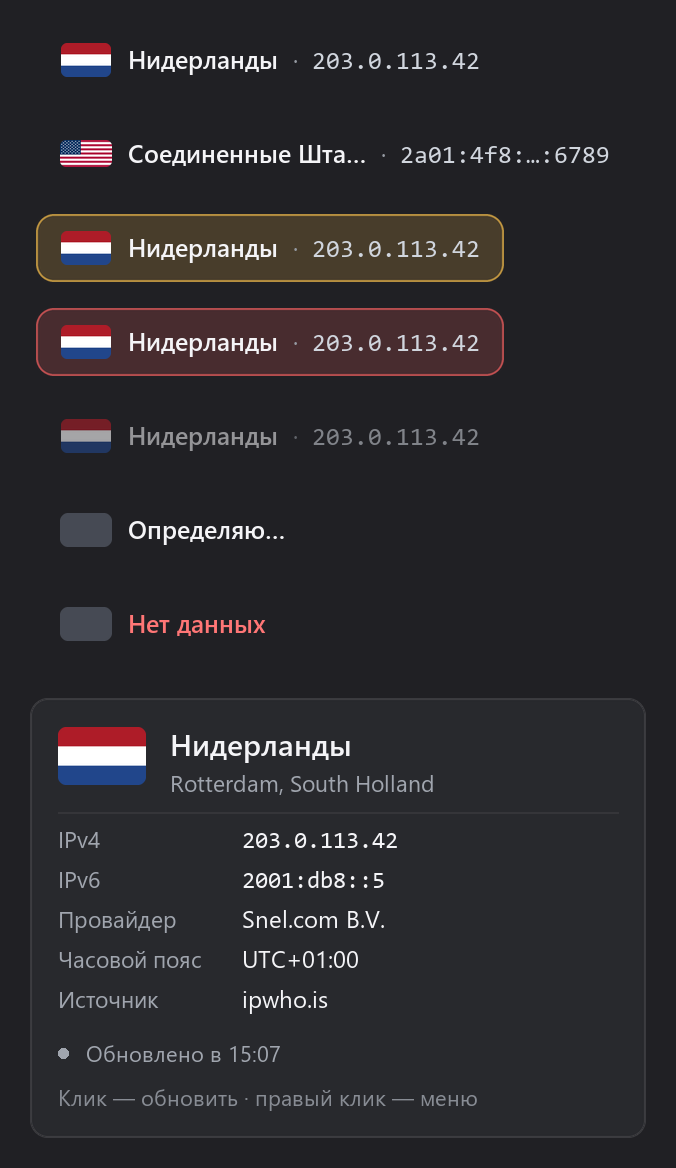 Нидерланды · 203.0.113.42
Соединенные Шта... · 2a01:4f8:…:6789
Нидерланды · 203.0.113.42
Нидерланды · 203.0.113.42
Нидерланды · 203.0.113.42
Определяю...
Нет данных
Нидерланды
Rotterdam, South Holland
IPv4 203.0.113.42
IPv6 2001:db8::5
Провайдер Snel.com B.V.
Часовой пояс UTC+01:00
Источник ipwho.is
Обновлено в 15:07
Клик — обновить · правый клик — меню